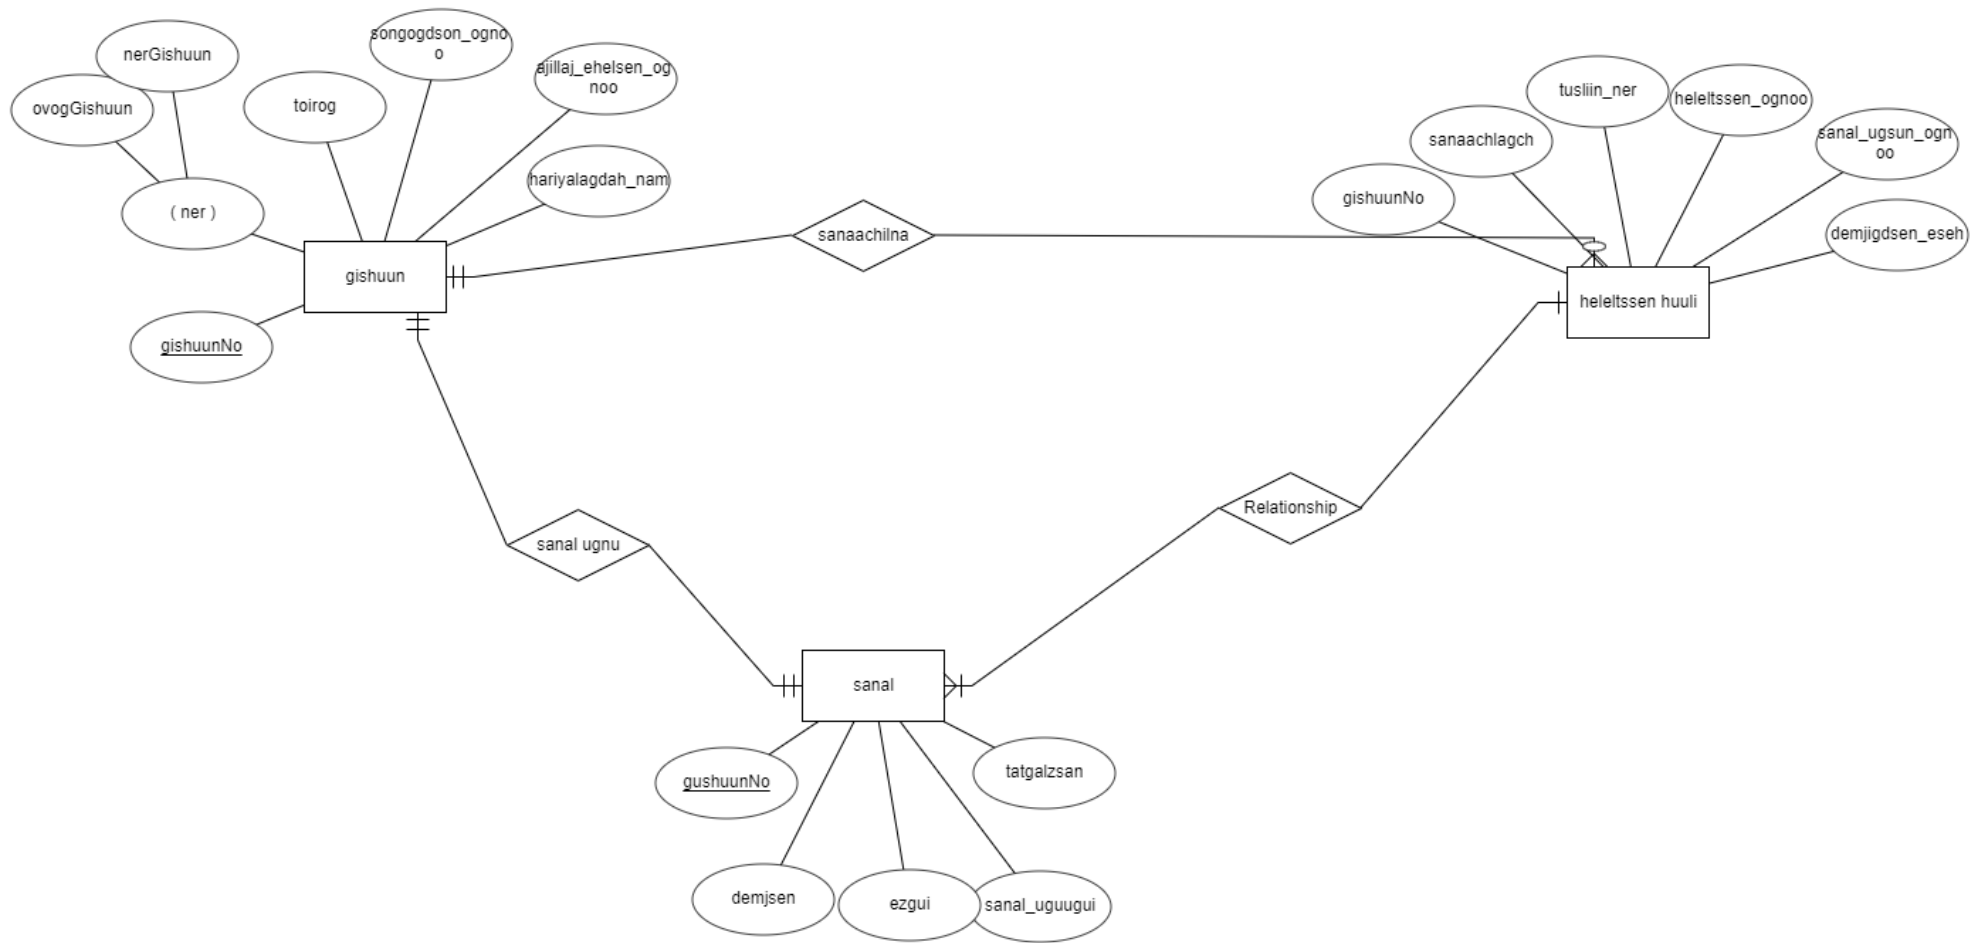 nerGishuun
ovogGishuun
( ner )
toirog
songogdson_ogno
o
ajillaj_ehelsen_og
noo
hariyalagdah_nam
gishuun
gishuunNo
sanaachilna
gishuunNo
sanaachlagch
tusliin_ner
heleltssen_ognoo
sanal_ugsun_ogn
oo
demjigdsen_eseh
heleltssen huuli
sanal ugnu
Relationship
sanal
gushuunNo
demjsen
ezgui
sanal_uguugui
tatgalzsan